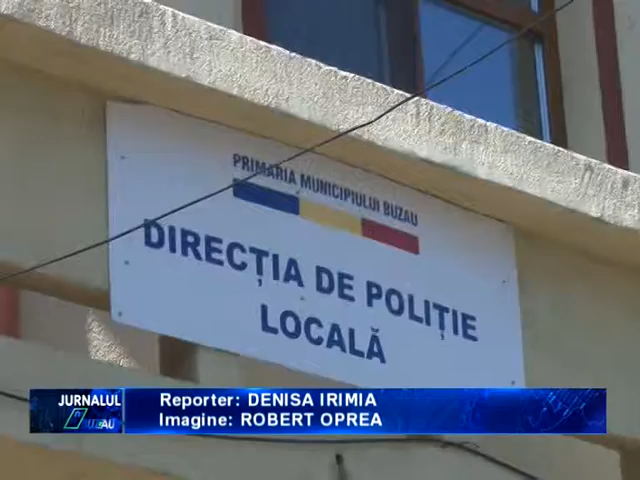 PRIMARIA MUNICIPIULUI BUZAU
DIRECȚIA DE POLIȚIE
LOCALĂ
JURNALUL
BUZAU
Reporter: DENISA IRIMIA
Imagine: ROBERT OPREA